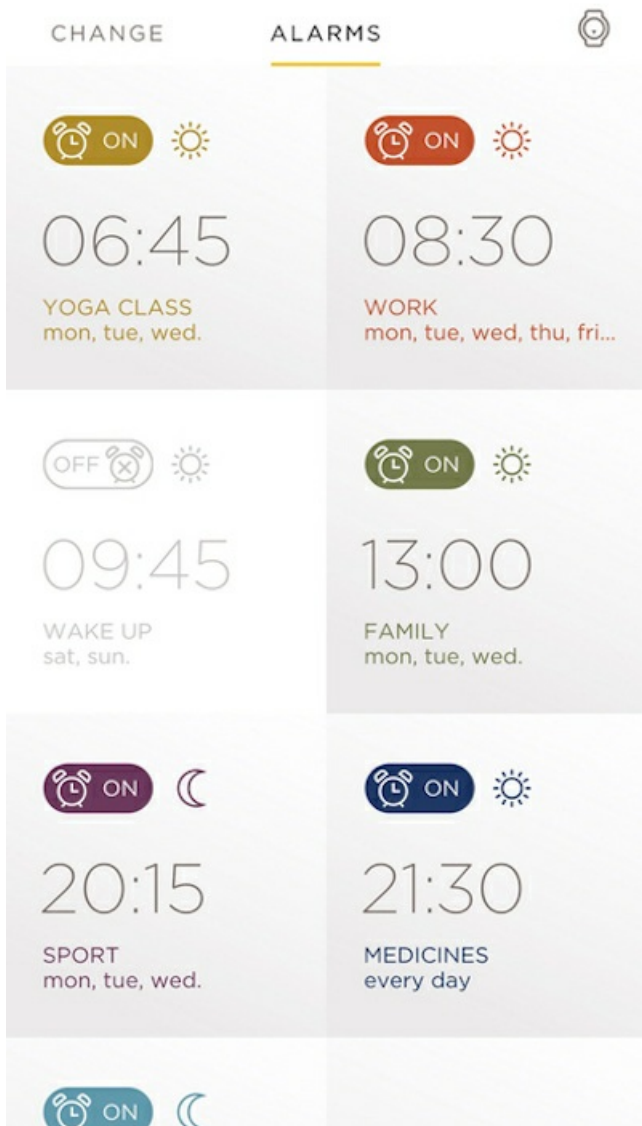 CHANGE ALARMS
ON ON
06:45 08:30
YOGA CLASS WORK
mon, tue, wed. mon, tue, wed, thu, fri...
OFF ON
09:45 13:00
WAKE UP FAMILY
sat, sun. mon, tue, wed.
ON ON
20:15 21:30
SPORT MEDICINES
mon, tue, wed. every day
ON